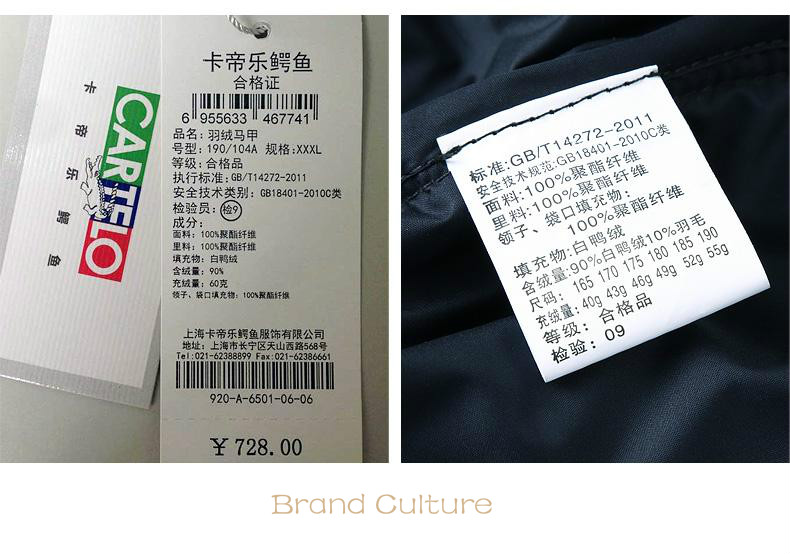 CARTELO
卡帝乐鳄鱼
卡帝乐鳄鱼
合格证
6 955633 467741
品名: 羽绒马甲
号型: 190/104A 规格: XXXL
等级: 合格品
执行标准: GB/T14272-2011
安全技术类别: GB18401-2010C类
检验员: 检9
成分:
面料: 100%聚酯纤维
里料: 100%聚酯纤维
填充物: 白鸭绒
含绒量: 90%
充绒量: 60克
领子、袋口填充物: 100%聚酯纤维
上海卡帝乐鳄鱼服饰有限公司
地址: 上海市长宁区天山西路568号
Tel:021-62388899 Fax:021-62386661
920-A-6501-06-06
¥ 728.00
标准:GB/T14272-2011
安全技术规范:GB18401-2010C类
面料:100%聚酯纤维
里料:100%聚酯纤维
领子、袋口填充物:
100%聚酯纤维
填充物:白鸭绒
含绒量:90%白鸭绒10%羽毛
尺码: 165 170 175 180 185 190
充绒量: 40g 43g 46g 49g 52g 55g
等级: 合格品
检验: 09
Brand Culture